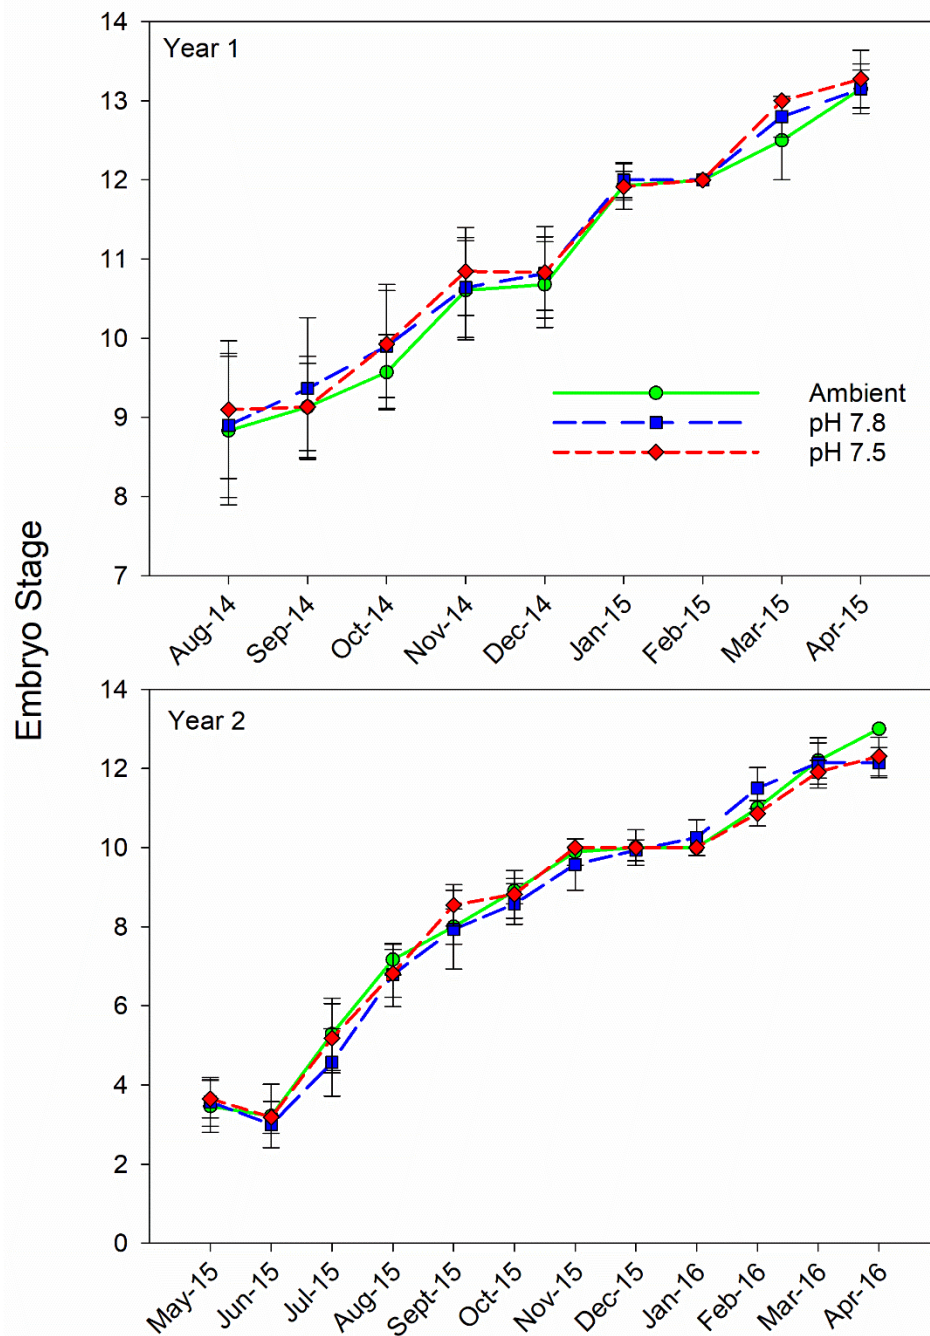 Year 1
14
13
12
11
10
9
8
7
Ambient
pH 7.8
pH 7.5
Aug-14
Sep-14
Oct-14
Nov-14
Dec-14
Jan-15
Feb-15
Mar-15
Apr-15
Embryo Stage
Year 2
14
12
10
8
6
4
2
0
May-15
Jun-15
Jul-15
Aug-15
Sept-15
Oct-15
Nov-15
Dec-15
Jan-16
Feb-16
Mar-16
Apr-16